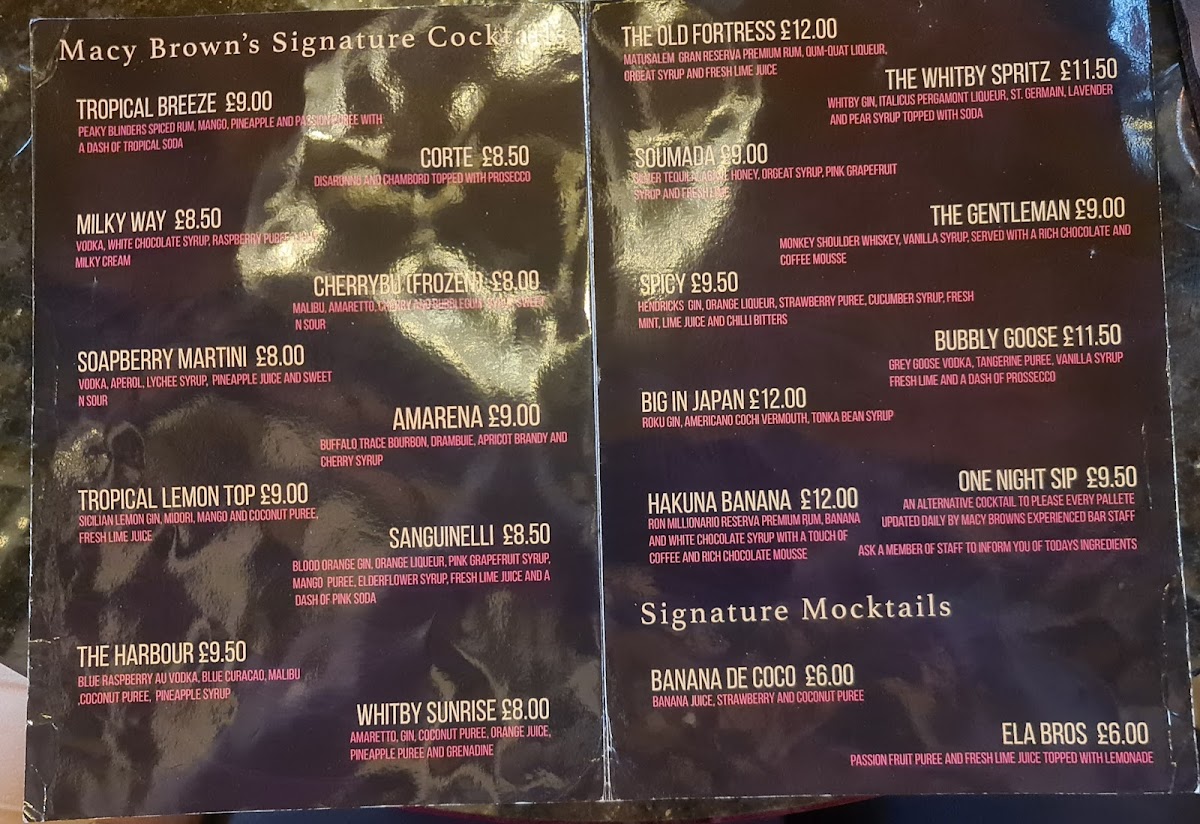 Macy Brown's Signature Cocktails
TROPICAL BREEZE £9.00
PEAKY BLINDERS SPICED RUM, MANGO, PINEAPPLE AND PASSION PUREE WITH
A DASH OF TROPICAL SODA
CORTE £8.50
DISARONNO AND CHAMBORD TOPPED WITH PROSECCO
MILKY WAY £8.50
VODKA, WHITE CHOCOLATE SYRUP, RASPBERRY PUREE
MILKY CREAM
CHERRYBU (FROZEN) £8.00
MALIBU, AMARETTO, CHERRY AND BUBBLEGUM SYRUP SWEET
N SOUR
SOAPBERRY MARTINI £8.00
VODKA, APEROL, LYCHEE SYRUP, PINEAPPLE JUICE AND SWEET
N SOUR
AMARENA £9.00
BUFFALO TRACE BOURBON, DRAMBUIE, APRICOT BRANDY AND
CHERRY SYRUP
TROPICAL LEMON TOP £9.00
SICILIAN LEMON GIN, MIDORI, MANGO AND COCONUT PUREE,
FRESH LIME JUICE
SANGUINELLI £8.50
BLOOD ORANGE GIN, ORANGE LIQUEUR, PINK GRAPEFRUIT SYRUP,
MANGO PUREE, ELDERFLOWER SYRUP, FRESH LIME JUICE AND A
DASH OF PINK SODA
THE HARBOUR £9.50
BLUE RASPBERRY AU VODKA, BLUE CURACAO, MALIBU
,COCONUT PUREE, PINEAPPLE SYRUP
WHITBY SUNRISE £8.00
AMARETTO, GIN, COCONUT PUREE, ORANGE JUICE,
PINEAPPLE PUREE AND GRENADINE
THE OLD FORTRESS £12.00
MATUSALEM GRAN RESERVA PREMIUM RUM, QUM-QUAT LIQUEUR,
ORGEAT SYRUP AND FRESH LIME JUICE
THE WHITBY SPRITZ £11.50
WHITBY GIN, ITALICUS PERGAMONT LIQUEUR, ST. GERMAIN, LAVENDER
AND PEAR SYRUP TOPPED WITH SODA
SOUMADA £9.00
SILVER TEQUILA, AGAVE HONEY, ORGEAT SYRUP, PINK GRAPEFRUIT
SYRUP AND FRESH LIME
THE GENTLEMAN £9.00
MONKEY SHOULDER WHISKEY, VANILLA SYRUP, SERVED WITH A RICH CHOCOLATE AND
COFFEE MOUSSE
SPICY £9.50
HENDRICKS GIN, ORANGE LIQUEUR, STRAWBERRY PUREE, CUCUMBER SYRUP, FRESH
MINT, LIME JUICE AND CHILLI BITTERS
BUBBLY GOOSE £11.50
GREY GOOSE VODKA, TANGERINE PUREE, VANILLA SYRUP
FRESH LIME AND A DASH OF PROSSECCO
BIG IN JAPAN £12.00
ROKU GIN, AMERICANO COCHI VERMOUTH, TONKA BEAN SYRUP
ONE NIGHT SIP £9.50
AN ALTERNATIVE COCKTAIL TO PLEASE EVERY PALLETE
UPDATED DAILY BY MACY BROWNS EXPERIENCED BAR STAFF
ASK A MEMBER OF STAFF TO INFORM YOU OF TODAYS INGREDIENTS
HAKUNA BANANA £12.00
RON MILLIONARIO RESERVA PREMIUM RUM, BANANA
AND WHITE CHOCOLATE SYRUP WITH A TOUCH OF
COFFEE AND RICH CHOCOLATE MOUSSE
Signature Mocktails
BANANA DE COCO £6.00
BANANA JUICE, STRAWBERRY AND COCONUT PUREE
ELA BROS £6.00
PASSION FRUIT PUREE AND FRESH LIME JUICE TOPPED WITH LEMONADE